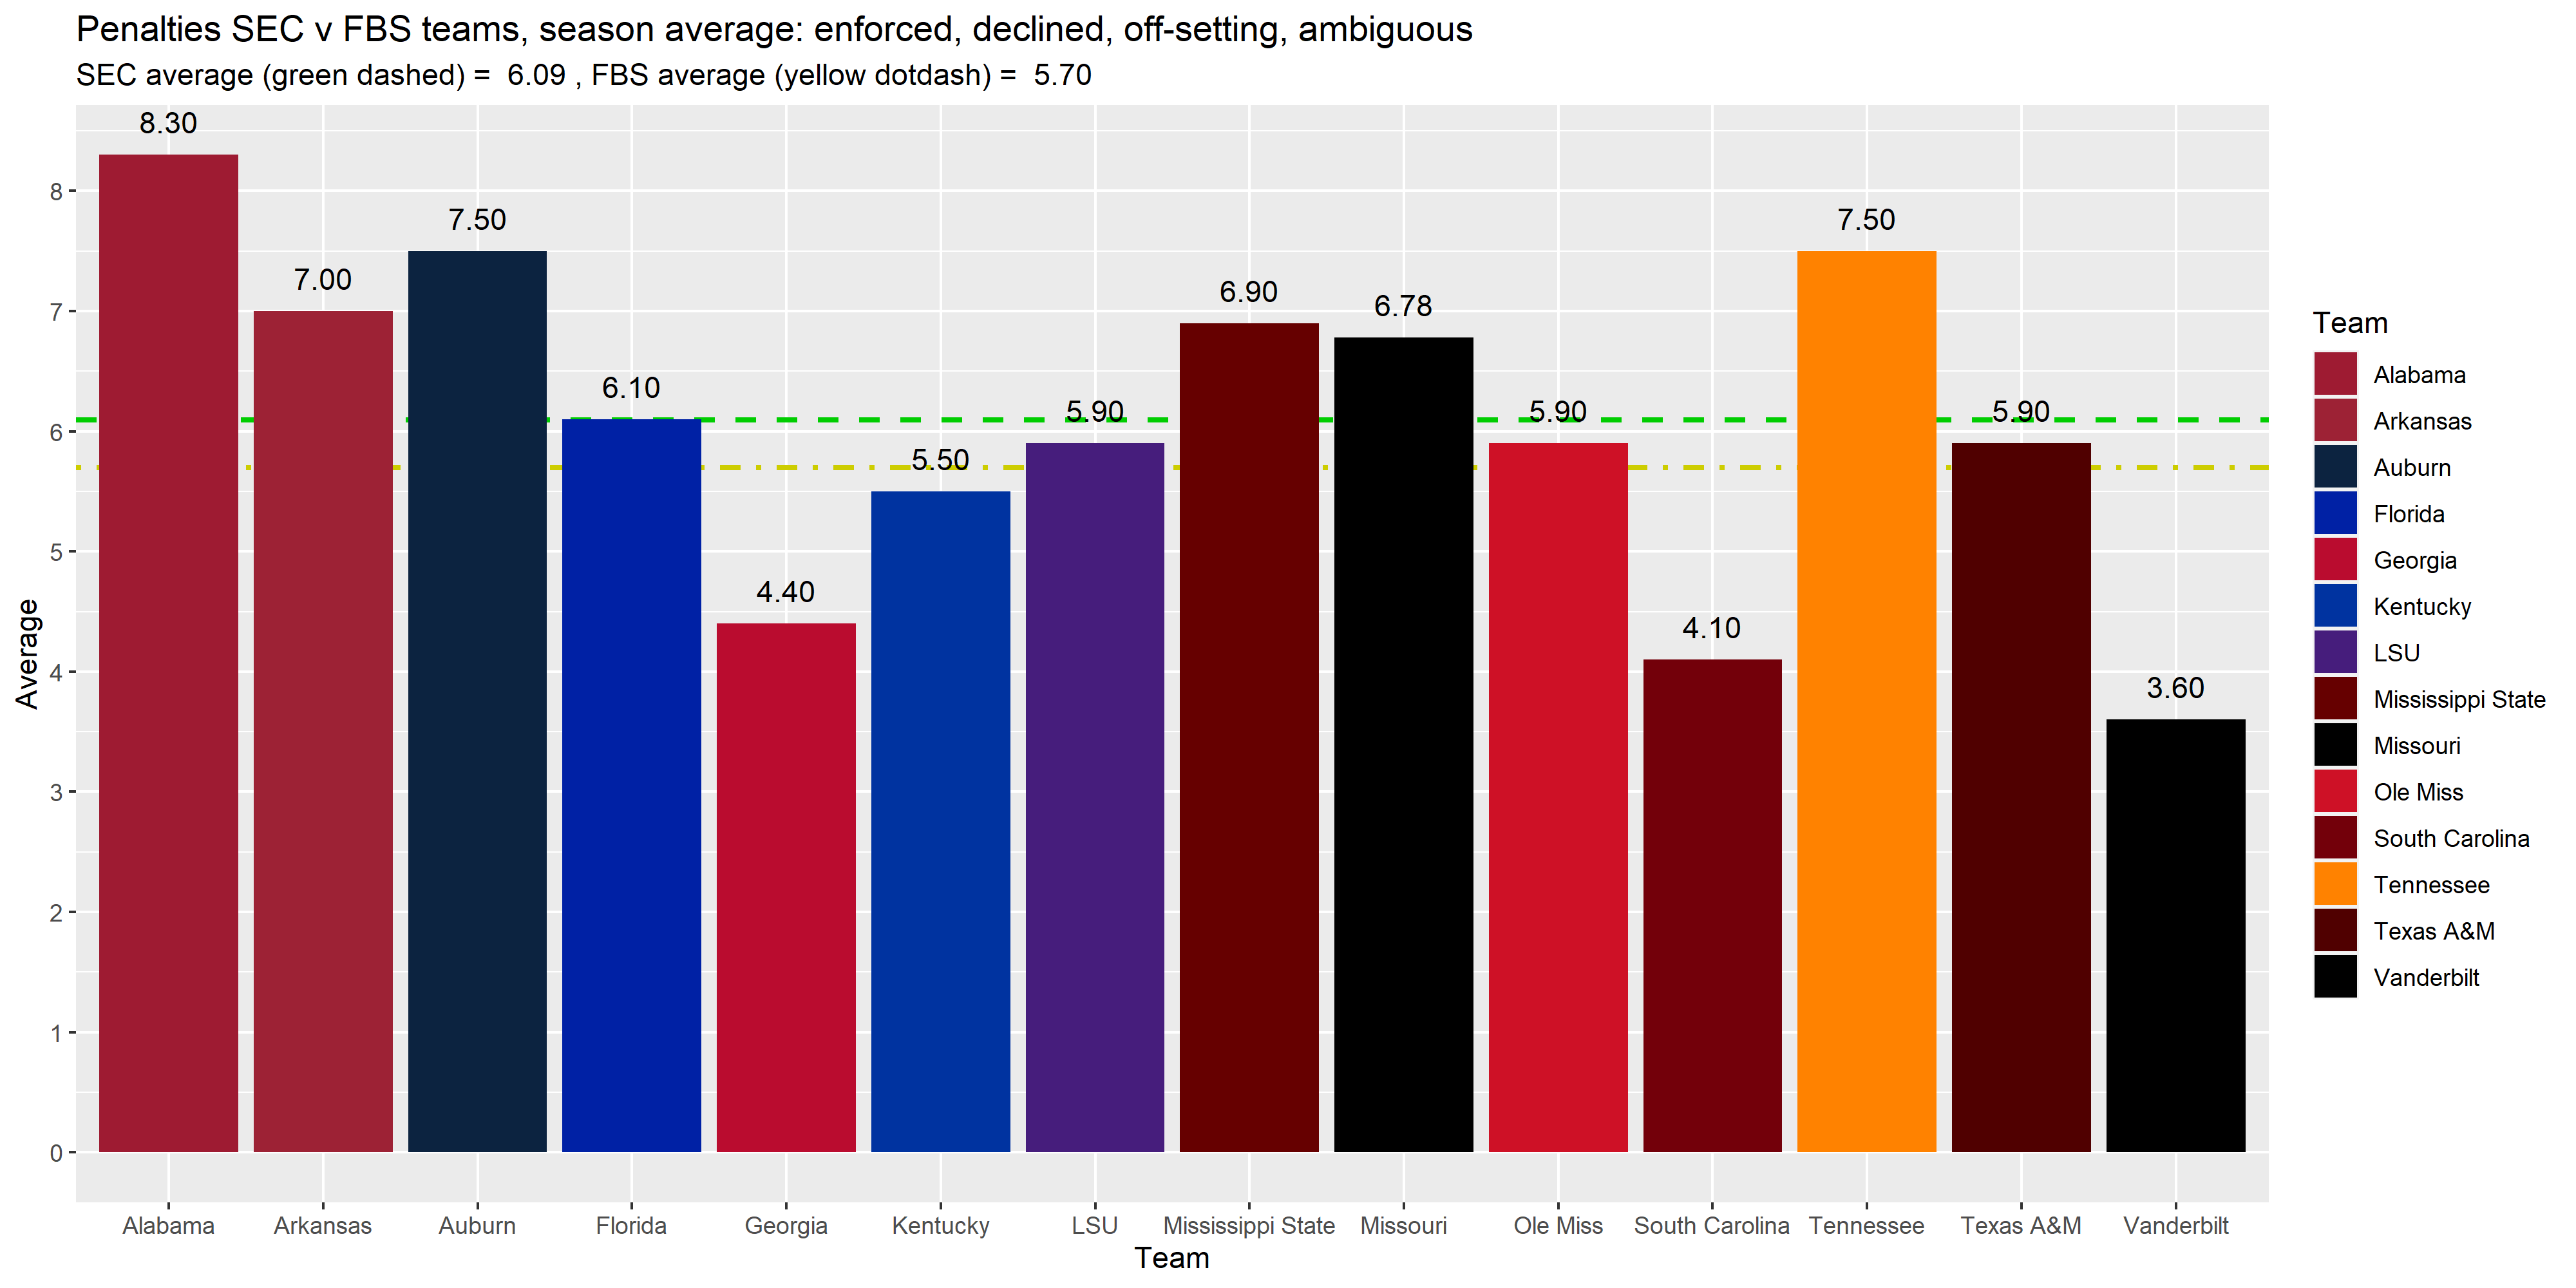 Penalties SEC v FBS teams, season average: enforced, declined, off-setting, ambiguous
SEC average (green dashed) =  6.09 , FBS average (yellow dotdash) =  5.70
8.30
7.00
7.50
6.10
4.40
5.50
5.90
6.90
6.78
5.90
4.10
7.50
5.90
3.60
8
7
6
5
4
3
2
1
0
Average
Alabama
Arkansas
Auburn
Florida
Georgia
Kentucky
LSU
Mississippi State
Missouri
Ole Miss
South Carolina
Tennessee
Texas A&M
Vanderbilt
Team
Team
Alabama
Arkansas
Auburn
Florida
Georgia
Kentucky
LSU
Mississippi State
Missouri
Ole Miss
South Carolina
Tennessee
Texas A&M
Vanderbilt